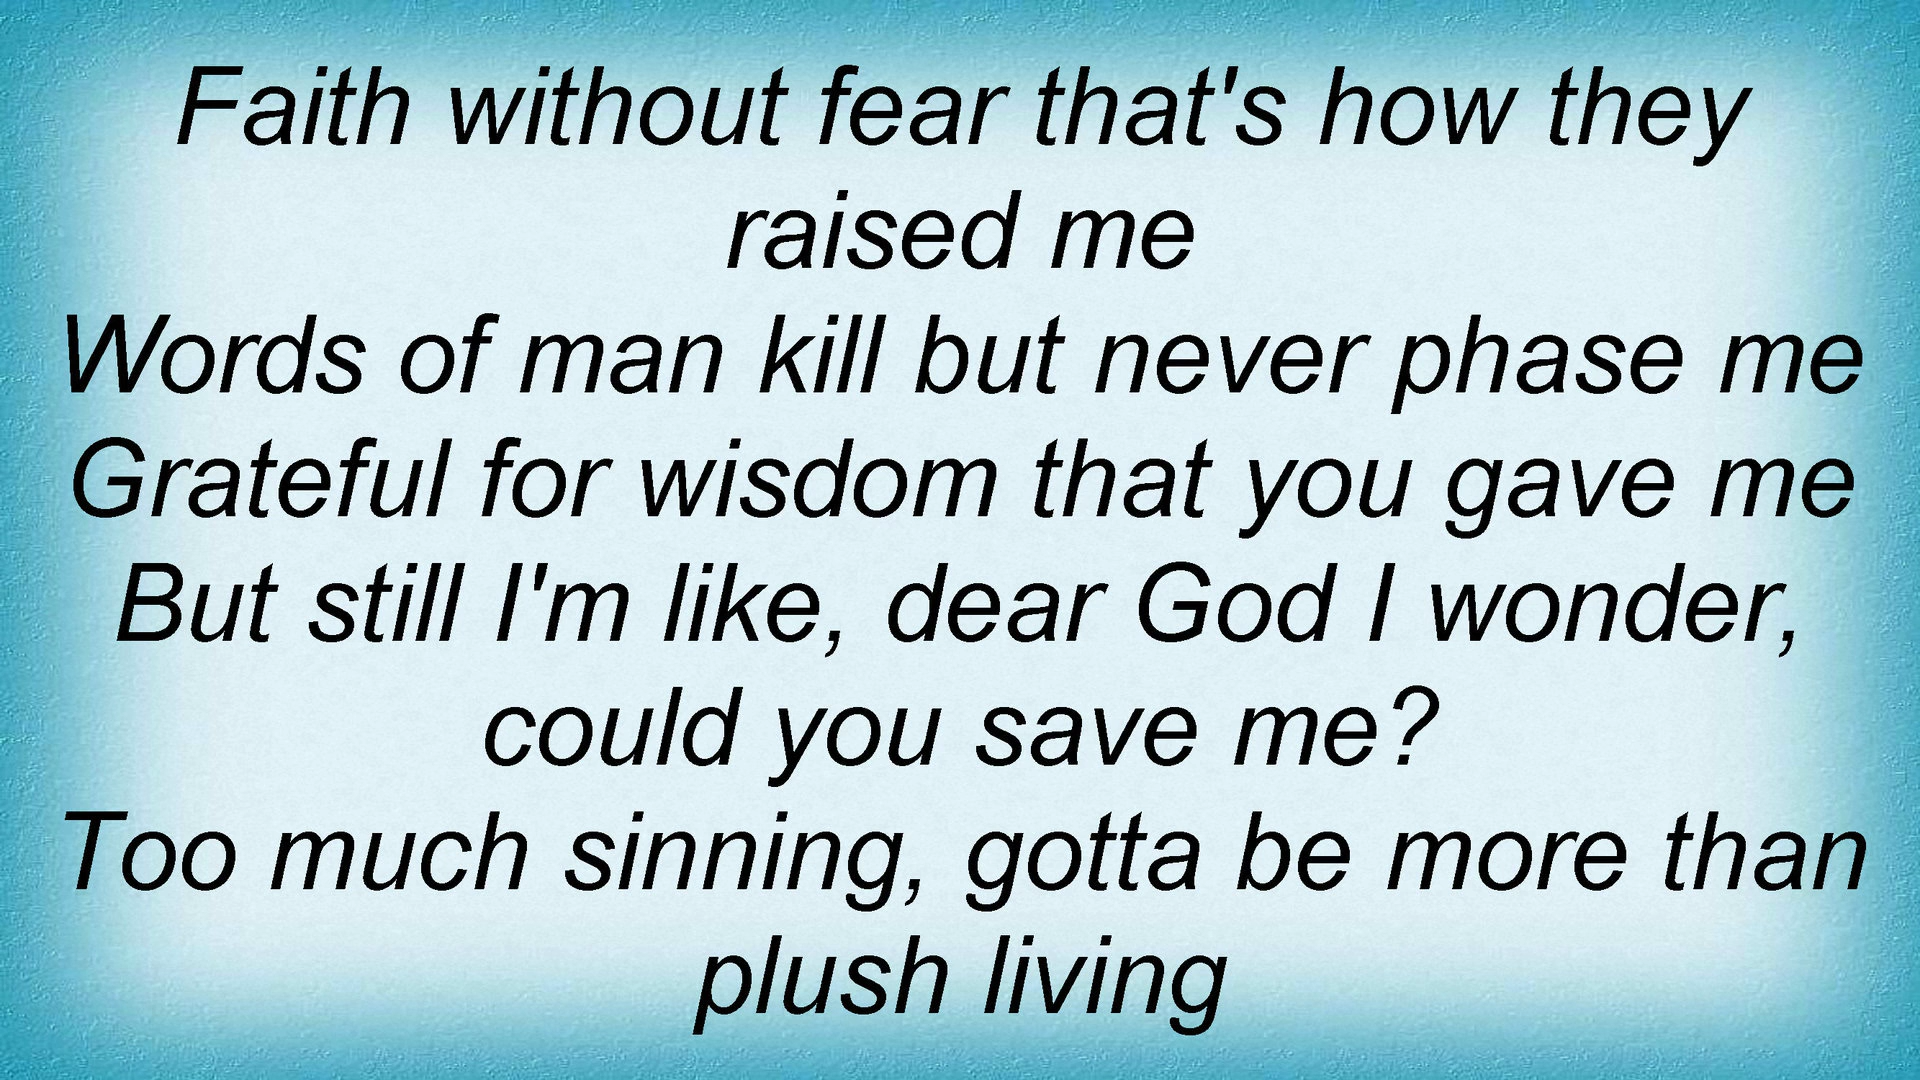 Faith without fear that's how they
raised me
Words of man kill but never phase me
Grateful for wisdom that you gave me
But still I'm like, dear God I wonder,
could you save me?
Too much sinning, gotta be more than
plush living